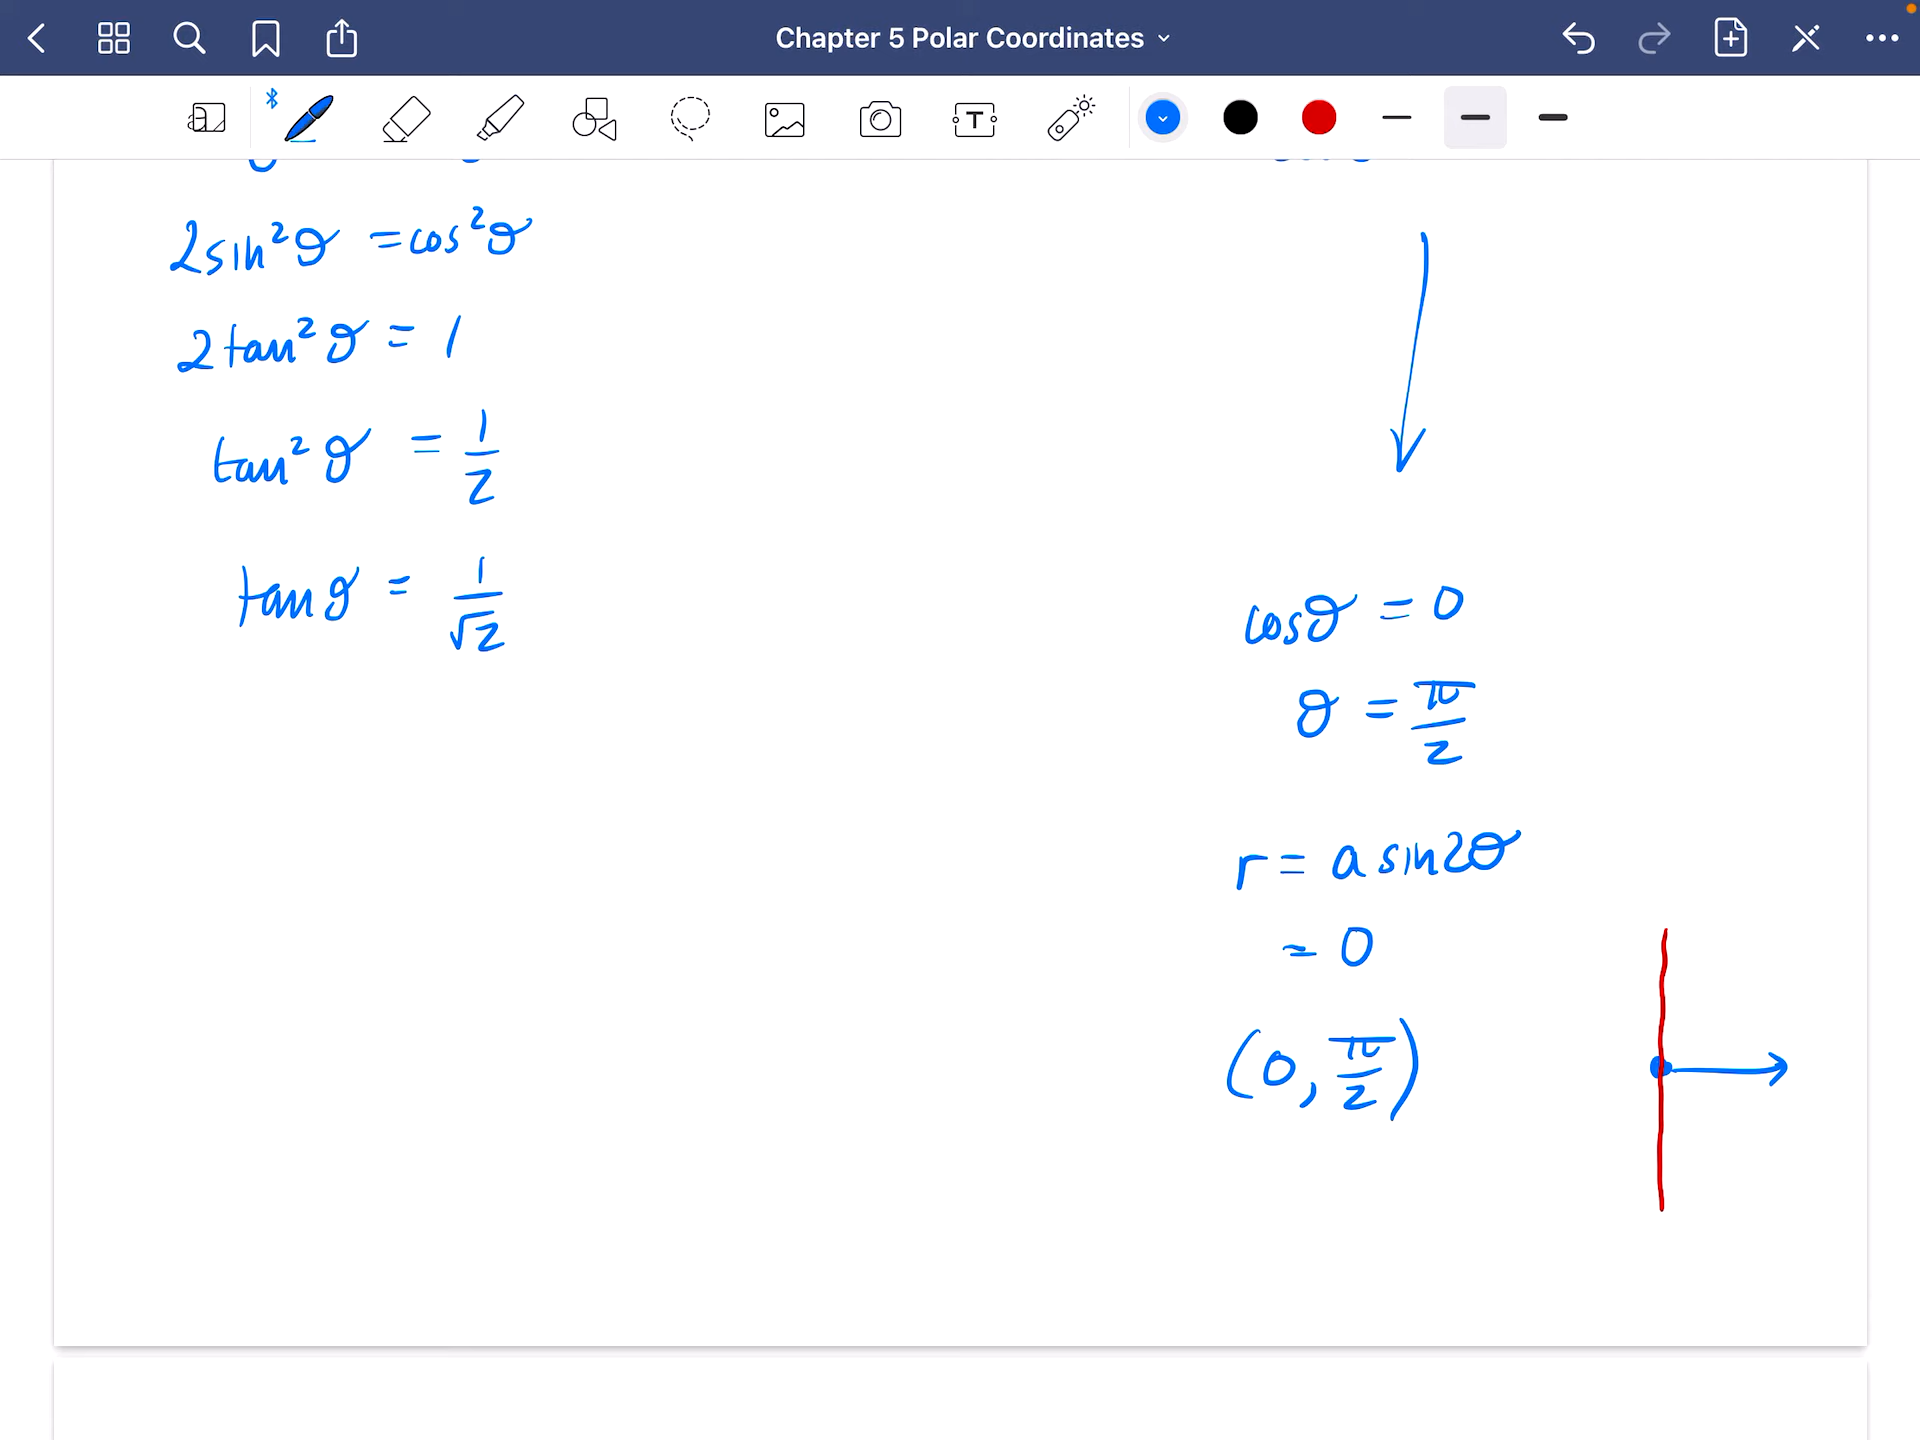 Chapter 5 Polar Coordinates
2sin²θ = cos²θ
2tan²θ = 1
tan²θ = 1/2
tanθ = 1/√2
cosθ = 0
θ = π/2
r = a sin2θ
= 0
(0, π/2)